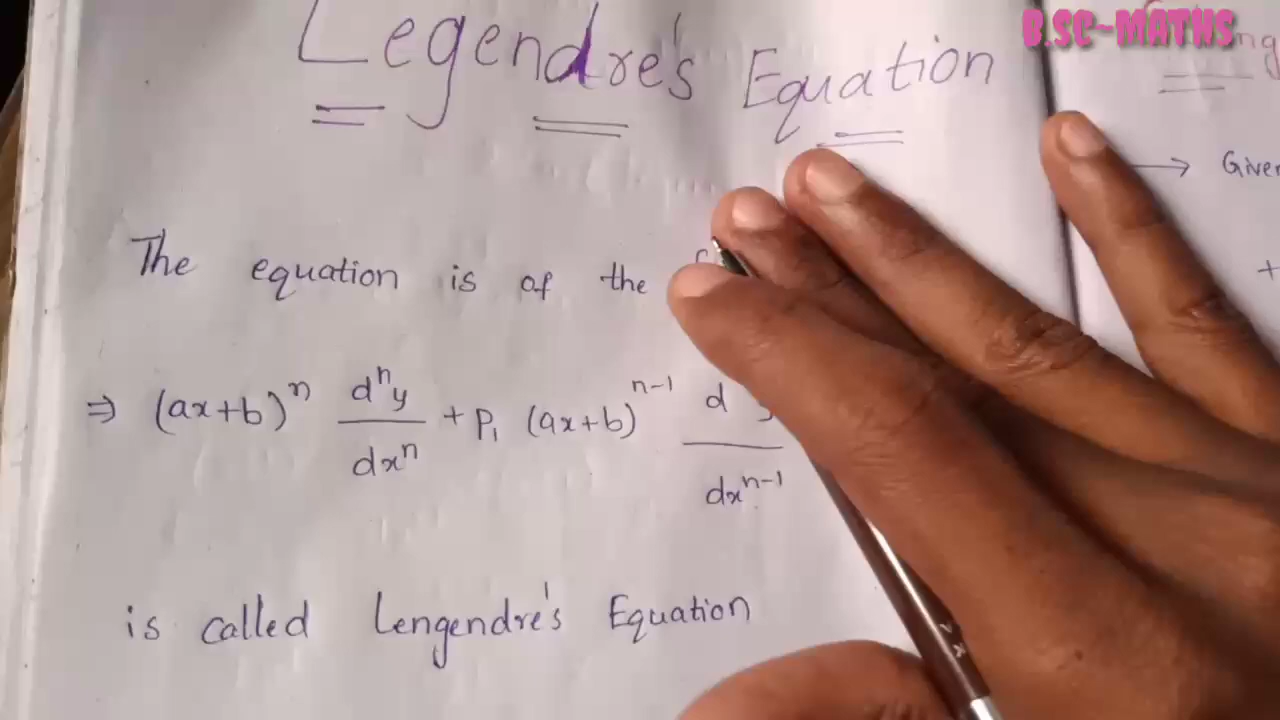 B.SC-MATHS
Legendre's Equation
The equation is of the
⇒ (ax+b)ⁿ dⁿy/dxⁿ + P₁ (ax+b)ⁿ⁻¹ d y/dxⁿ⁻¹
is called Lengendre's Equation
→ Given
+